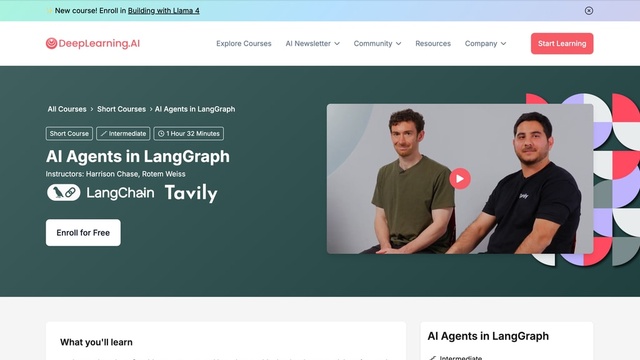 New course! Enroll in Building with Llama 4
DeepLearning.AI
Explore Courses
AI Newsletter
Community
Resources
Company
Start Learning
All Courses > Short Courses > AI Agents in LangGraph
Short Course
Intermediate
1 Hour 32 Minutes
AI Agents in LangGraph
Instructors: Harrison Chase, Rotem Weiss
LangChain
Tavily
Enroll for Free
What you'll learn
AI Agents in LangGraph
Intermediate